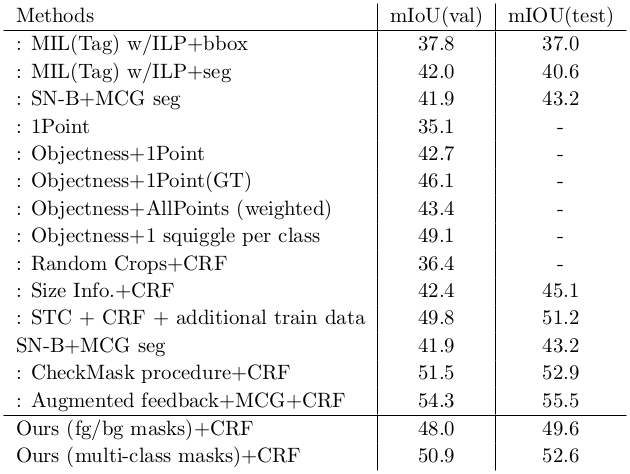 Methods mIoU(val) mIOU(test)
: MIL(Tag) w/ILP+bbox 37.8 37.0
: MIL(Tag) w/ILP+seg 42.0 40.6
: SN-B+MCG seg 41.9 43.2
: 1Point 35.1 -
: Objectness+1Point 42.7 -
: Objectness+1Point(GT) 46.1 -
: Objectness+AllPoints (weighted) 43.4 -
: Objectness+1 squiggle per class 49.1 -
: Random Crops+CRF 36.4 -
: Size Info.+CRF 42.4 45.1
: STC + CRF + additional train data 49.8 51.2
SN-B+MCG seg 41.9 43.2
: CheckMask procedure+CRF 51.5 52.9
: Augmented feedback+MCG+CRF 54.3 55.5
Ours (fg/bg masks)+CRF 48.0 49.6
Ours (multi-class masks)+CRF 50.9 52.6